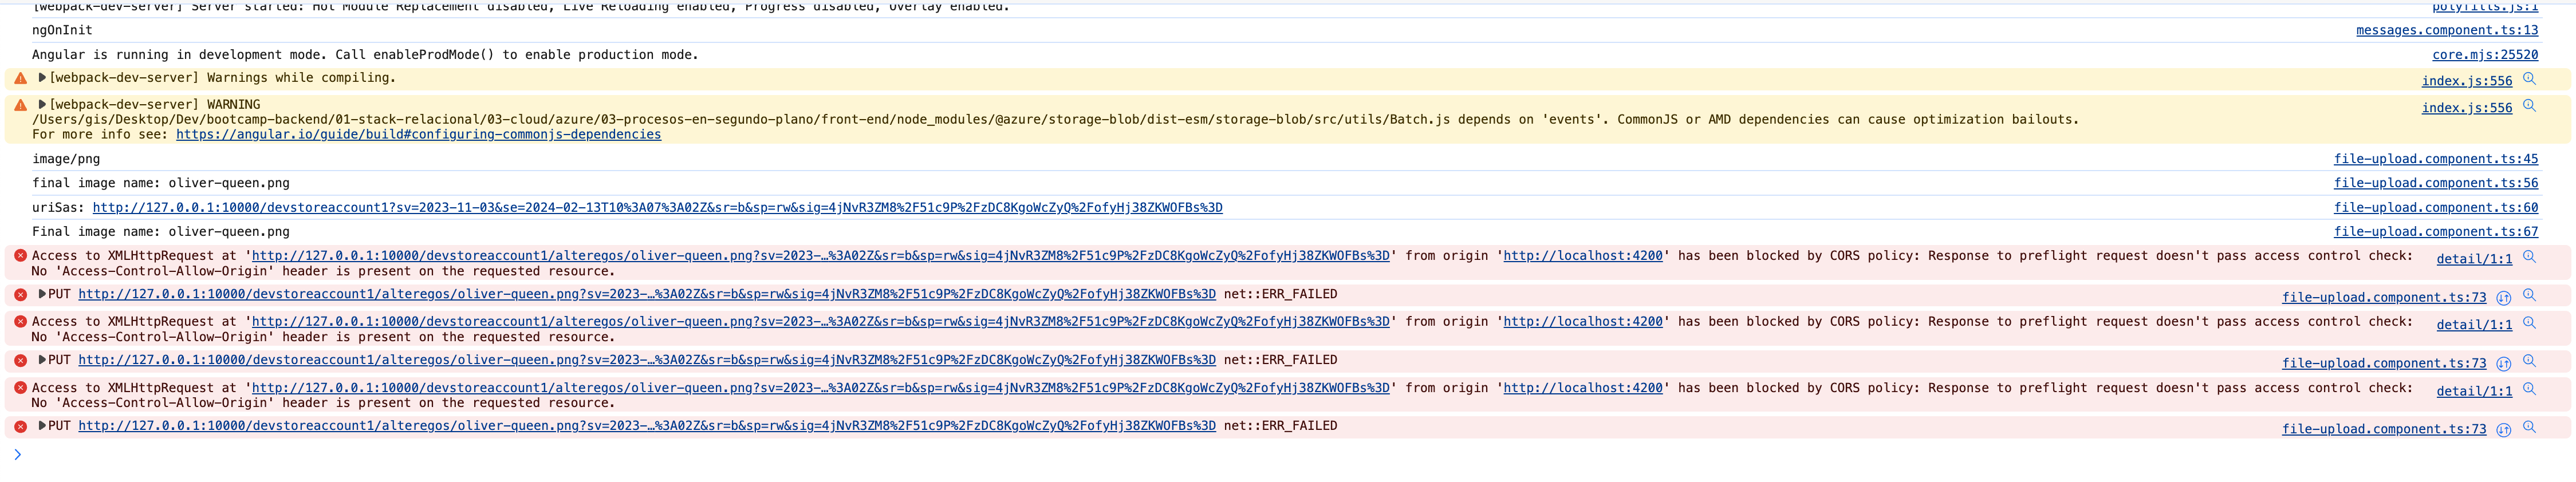 [webpack-dev-server] Server started: Hot Module Replacement disabled, Live Reloading enabled, Progress disabled, Overlay enabled. polyfills.js:1
ngOnInit messages.component.ts:13
Angular is running in development mode. Call enableProdMode() to enable production mode. core.mjs:25520
[webpack-dev-server] Warnings while compiling. index.js:556
[webpack-dev-server] WARNING index.js:556
/Users/gis/Desktop/Dev/bootcamp-backend/01-stack-relacional/03-cloud/azure/03-procesos-en-segundo-plano/front-end/node_modules/@azure/storage-blob/dist-esm/storage-blob/src/utils/Batch.js depends on 'events'. CommonJS or AMD dependencies can cause optimization bailouts.
For more info see: https://angular.io/guide/build#configuring-commonjs-dependencies
image/png file-upload.component.ts:45
final image name: oliver-queen.png file-upload.component.ts:56
uriSas: http://127.0.0.1:10000/devstoreaccount1?sv=2023-11-03&se=2024-02-13T10%3A07%3A02Z&sr=b&sp=rw&sig=4jNvR3ZM8%2F51c9P%2FzDC8KgoWcZyQ%2FofyHj38ZKWOFBs%3D file-upload.component.ts:60
Final image name: oliver-queen.png file-upload.component.ts:67
Access to XMLHttpRequest at 'http://127.0.0.1:10000/devstoreaccount1/alteregos/oliver-queen.png?sv=2023-…%3A02Z&sr=b&sp=rw&sig=4jNvR3ZM8%2F51c9P%2FzDC8KgoWcZyQ%2FofyHj38ZKWOFBs%3D' from origin 'http://localhost:4200' has been blocked by CORS policy: Response to preflight request doesn't pass access control check: detail/1:1
No 'Access-Control-Allow-Origin' header is present on the requested resource.
PUT http://127.0.0.1:10000/devstoreaccount1/alteregos/oliver-queen.png?sv=2023-…%3A02Z&sr=b&sp=rw&sig=4jNvR3ZM8%2F51c9P%2FzDC8KgoWcZyQ%2FofyHj38ZKWOFBs%3D net::ERR_FAILED file-upload.component.ts:73
Access to XMLHttpRequest at 'http://127.0.0.1:10000/devstoreaccount1/alteregos/oliver-queen.png?sv=2023-…%3A02Z&sr=b&sp=rw&sig=4jNvR3ZM8%2F51c9P%2FzDC8KgoWcZyQ%2FofyHj38ZKWOFBs%3D' from origin 'http://localhost:4200' has been blocked by CORS policy: Response to preflight request doesn't pass access control check: detail/1:1
No 'Access-Control-Allow-Origin' header is present on the requested resource.
PUT http://127.0.0.1:10000/devstoreaccount1/alteregos/oliver-queen.png?sv=2023-…%3A02Z&sr=b&sp=rw&sig=4jNvR3ZM8%2F51c9P%2FzDC8KgoWcZyQ%2FofyHj38ZKWOFBs%3D net::ERR_FAILED file-upload.component.ts:73
Access to XMLHttpRequest at 'http://127.0.0.1:10000/devstoreaccount1/alteregos/oliver-queen.png?sv=2023-…%3A02Z&sr=b&sp=rw&sig=4jNvR3ZM8%2F51c9P%2FzDC8KgoWcZyQ%2FofyHj38ZKWOFBs%3D' from origin 'http://localhost:4200' has been blocked by CORS policy: Response to preflight request doesn't pass access control check: detail/1:1
No 'Access-Control-Allow-Origin' header is present on the requested resource.
PUT http://127.0.0.1:10000/devstoreaccount1/alteregos/oliver-queen.png?sv=2023-…%3A02Z&sr=b&sp=rw&sig=4jNvR3ZM8%2F51c9P%2FzDC8KgoWcZyQ%2FofyHj38ZKWOFBs%3D net::ERR_FAILED file-upload.component.ts:73